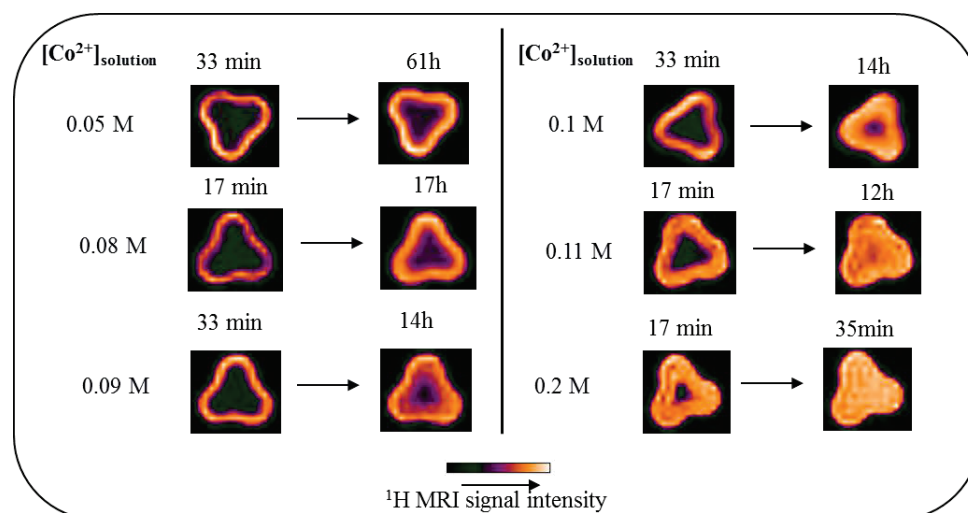 [Co²⁺]solution
33 min
61h
0.05 M
17 min
17h
0.08 M
33 min
14h
0.09 M
[Co²⁺]solution
33 min
14h
0.1 M
17 min
12h
0.11 M
17 min
35min
0.2 M
¹H MRI signal intensity